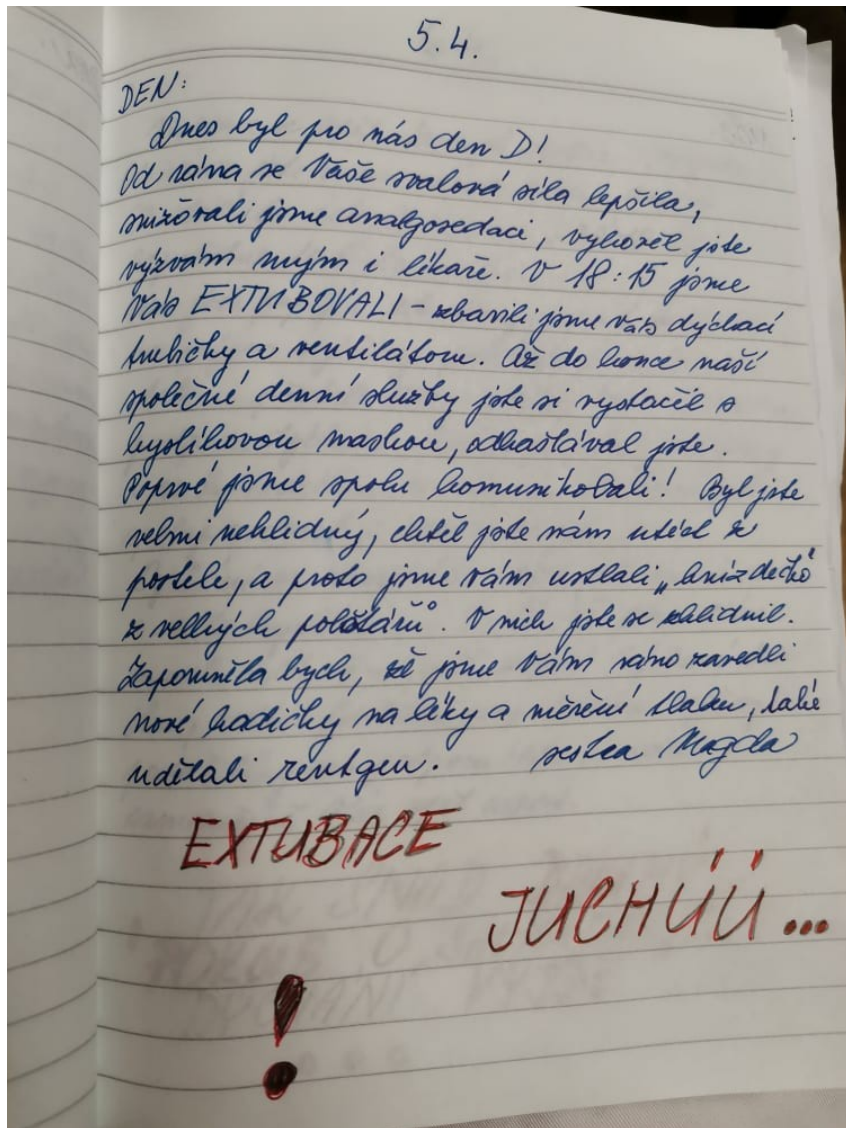 5.4.
DEN:
Dnes byl pro nás den D!
Od rána se Vaše svalová síla lepšila,
snižovali jsme analgosedaci, vyhověl jste
výzvám mým i lékaře. V 18:15 jsme
Vás EXTUBOVALI - zbavili jsme Vás dýchací
trubičky a ventilátoru. Až do konce naší
společné denní služby jste si vystačil s
kyslíkovou maskou, odkašlával jste.
Poprvé jsme spolu komunikovali! Byl jste
velmi neklidný, chtěl jste nám utéct z
postele, a proto jsme Vám ustlali „hnízdečko“
z velkých polštářů. V nich jste se zklidnil.
Zapomněla bych, že jsme Vám ráno zavedli
nové hadičky na léky a měření tlaku, také
udělali rentgen. sestra Magda
EXTUBACE
JUCHÚÚ...
!